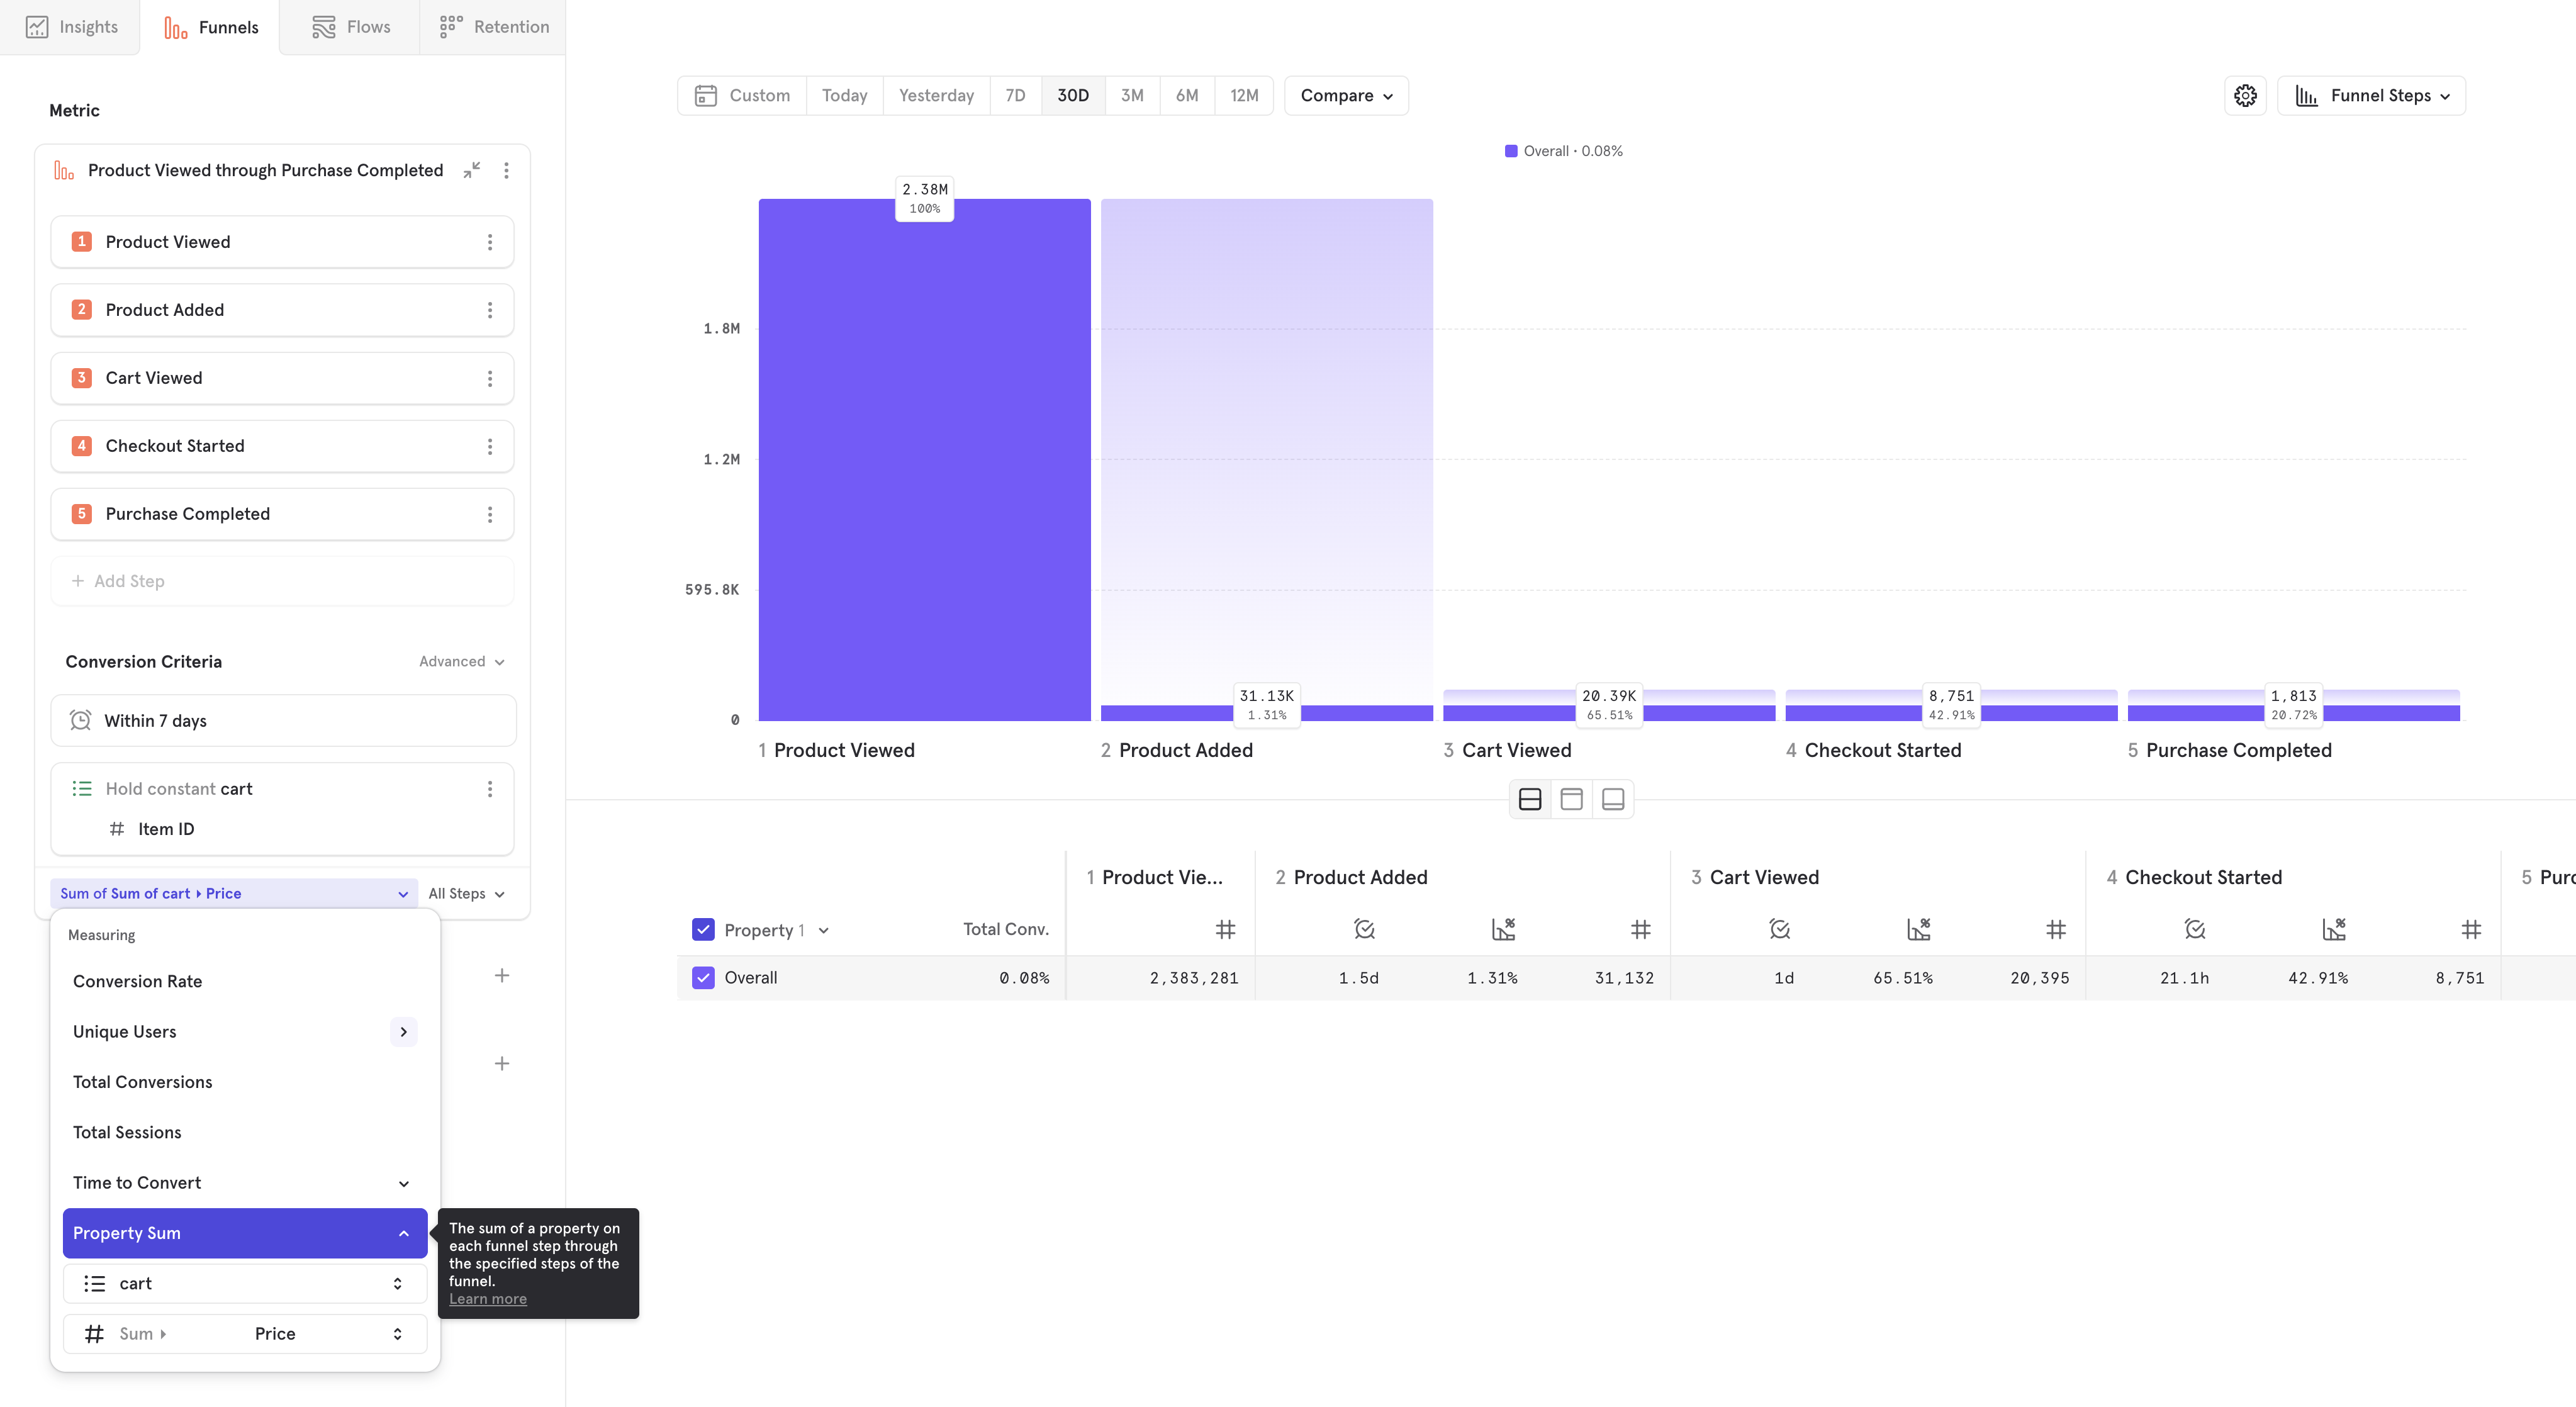 Insights
Funnels
Flows
Retention
Metric
Product Viewed through Purchase Completed
1 Product Viewed
2 Product Added
3 Cart Viewed
4 Checkout Started
5 Purchase Completed
+ Add Step
Conversion Criteria
Advanced
Within 7 days
Hold constant cart
# Item ID
Sum of Sum of cart ▸ Price
All Steps
Measuring
Conversion Rate
Unique Users
Total Conversions
Total Sessions
Time to Convert
Property Sum
cart
# Sum ▸ Price
The sum of a property on
each funnel step through
the specified steps of the
funnel.
Learn more
Custom
Today
Yesterday
7D
30D
3M
6M
12M
Compare
Funnel Steps
Overall · 0.08%
2.38M
100%
1.8M
1.2M
595.8K
0
31.13K
1.31%
20.39K
65.51%
8,751
42.91%
1,813
20.72%
1 Product Viewed
2 Product Added
3 Cart Viewed
4 Checkout Started
5 Purchase Completed
1 Product Vie...
2 Product Added
3 Cart Viewed
4 Checkout Started
5 Purc
Property 1
Total Conv.
#
#
#
#
Overall
0.08%
2,383,281
1.5d
1.31%
31,132
1d
65.51%
20,395
21.1h
42.91%
8,751